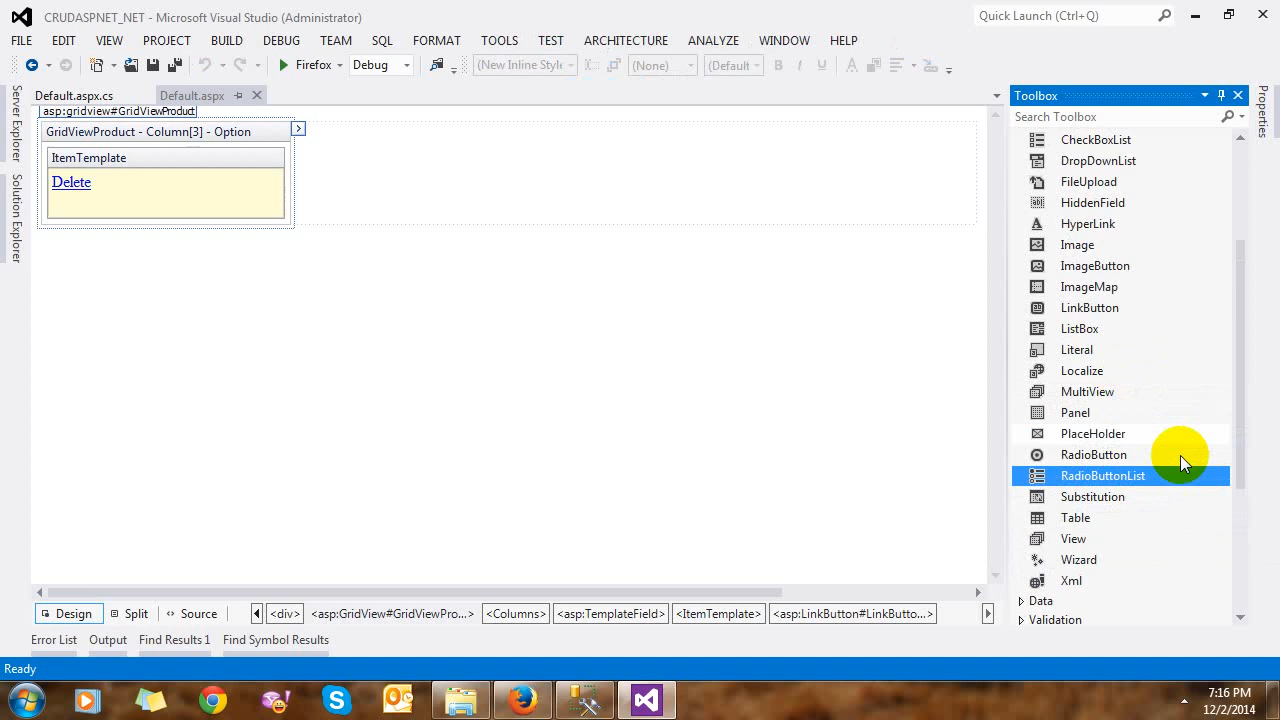 CRUDASPNET_NET - Microsoft Visual Studio (Administrator)
Quick Launch (Ctrl+Q)
FILE EDIT VIEW PROJECT BUILD DEBUG TEAM SQL FORMAT TOOLS TEST ARCHITECTURE ANALYZE WINDOW HELP
Firefox Debug (New Inline Style (None) (Default
Default.aspx.cs Default.aspx
asp:gridview#GridViewProduct
GridViewProduct - Column[3] - Option
ItemTemplate
Delete
Server Explorer
Solution Explorer
Toolbox
Search Toolbox
CheckBoxList
DropDownList
FileUpload
HiddenField
HyperLink
Image
ImageButton
ImageMap
LinkButton
ListBox
Literal
Localize
MultiView
Panel
PlaceHolder
RadioButton
RadioButtonList
Substitution
Table
View
Wizard
Xml
Data
Validation
Properties
Design Split Source <div> <asp:GridView#GridViewPro...> <Columns> <asp:TemplateField> <ItemTemplate> <asp:LinkButton#LinkButto...>
Error List Output Find Results 1 Find Symbol Results
Ready
7:16 PM
12/2/2014